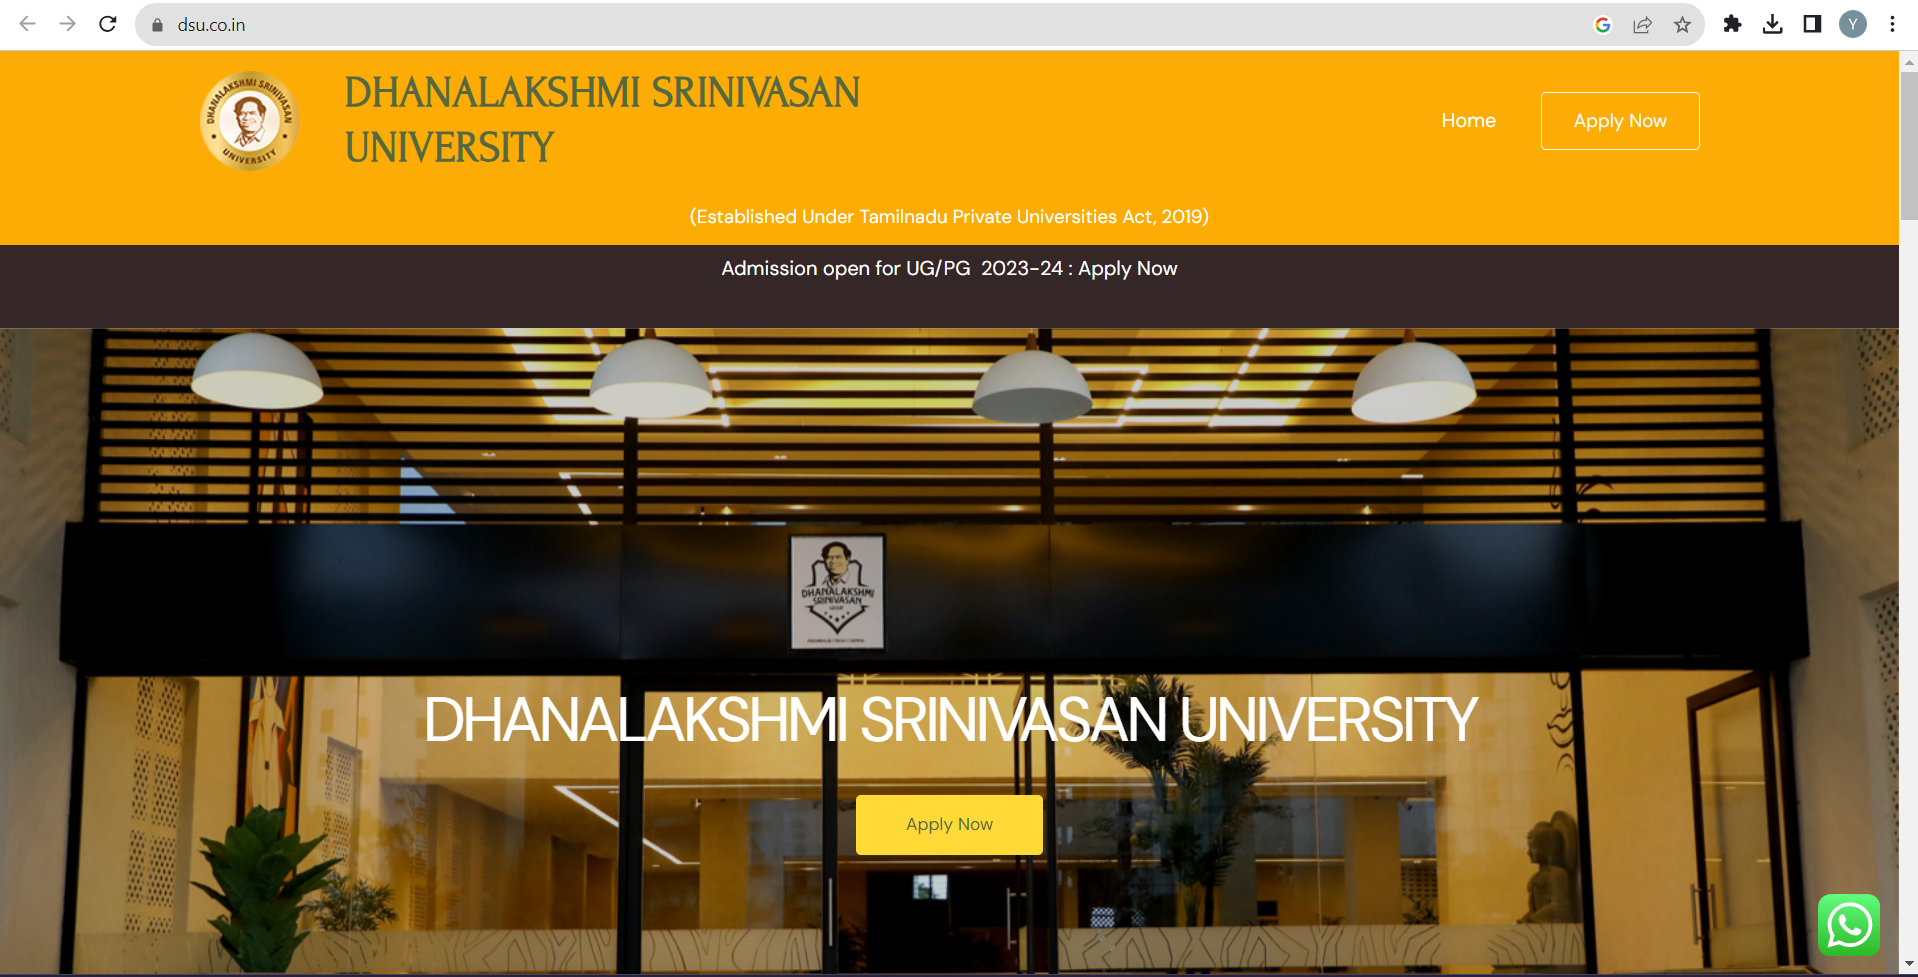 dsu.co.in
Y
DHANALAKSHMI SRINIVASAN
UNIVERSITY
DHANALAKSHMI SRINIVASAN
UNIVERSITY
Home
Apply Now
(Established Under Tamilnadu Private Universities Act, 2019)
Admission open for UG/PG  2023-24 : Apply Now
DHANALAKSHMI
SRINIVASAN
GROUP
DHANALAKSHMI SRINIVASAN UNIVERSITY
Apply Now